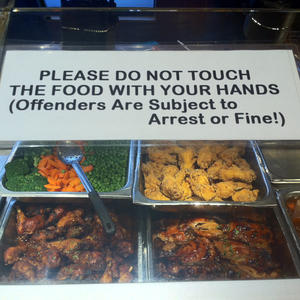 PLEASE DO NOT TOUCH
THE FOOD WITH YOUR HANDS
(Offenders Are Subject to
Arrest or Fine!)